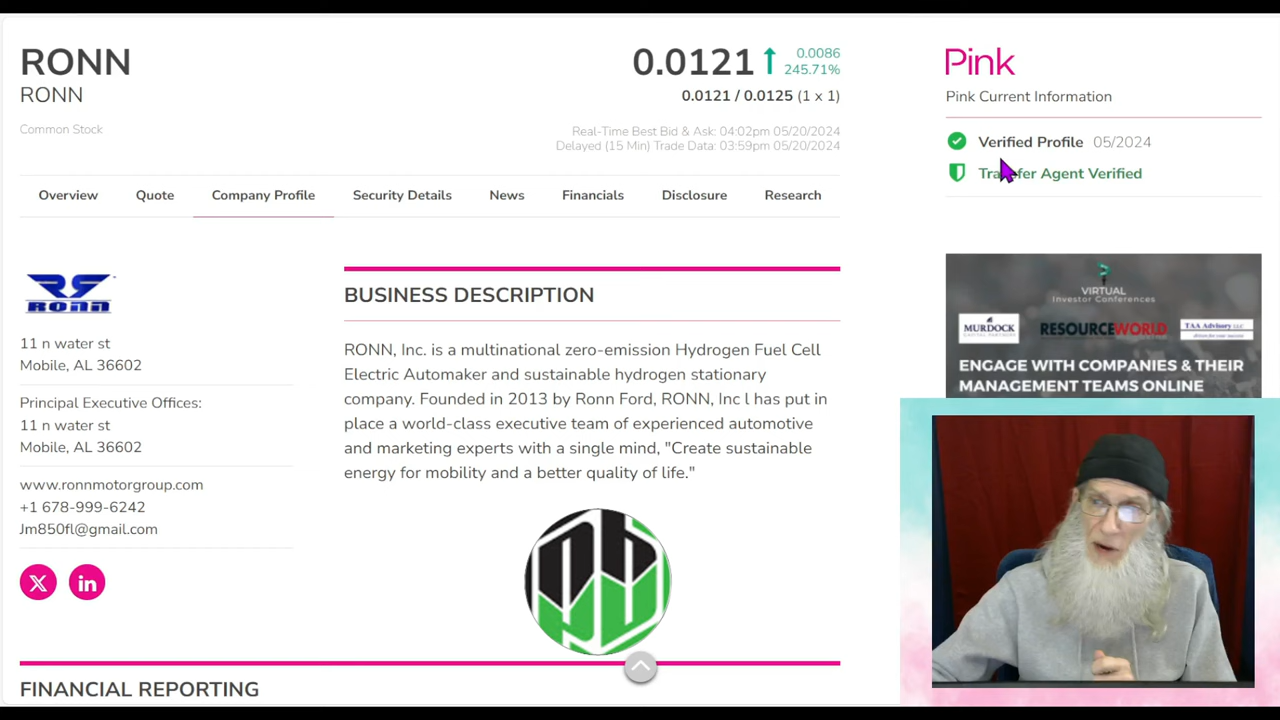 RONN
RONN
Common Stock
0.0121
0.0086
245.71%
0.0121 / 0.0125 (1 x 1)
Real-Time Best Bid & Ask: 04:02pm 05/20/2024
Delayed (15 Min) Trade Data: 03:59pm 05/20/2024
Pink
Pink Current Information
Verified Profile 05/2024
Transfer Agent Verified
Overview Quote Company Profile Security Details News Financials Disclosure Research
RONN
11 n water st
Mobile, AL 36602
Principal Executive Offices:
11 n water st
Mobile, AL 36602
www.ronnmotorgroup.com
+1 678-999-6242
Jm850fl@gmail.com
X in
BUSINESS DESCRIPTION
RONN, Inc. is a multinational zero-emission Hydrogen Fuel Cell
Electric Automaker and sustainable hydrogen stationary
company. Founded in 2013 by Ronn Ford, RONN, Inc l has put in
place a world-class executive team of experienced automotive
and marketing experts with a single mind, "Create sustainable
energy for mobility and a better quality of life."
FINANCIAL REPORTING
VIRTUAL
Investor Conferences
MURDOCK
CAPITAL PARTNERS
RESOURCEWORLD
TAA Advisory LLC
ENGAGE WITH COMPANIES & THEIR
MANAGEMENT TEAMS ONLINE